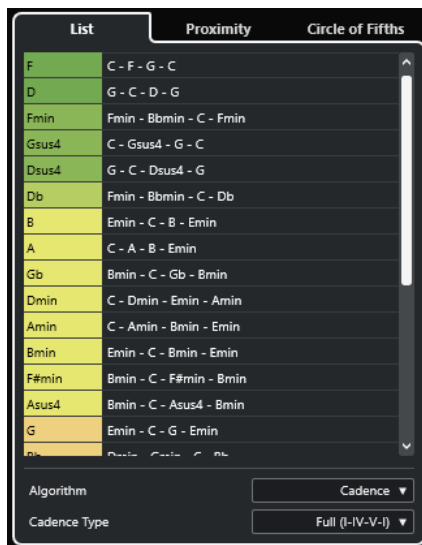 List Proximity Circle of Fifths
F C - F - G - C
D G - C - D - G
Fmin Fmin - Bbmin - C - Fmin
Gsus4 C - Gsus4 - G - C
Dsus4 G - C - Dsus4 - G
Db Fmin - Bbmin - C - Db
B Emin - C - B - Emin
A C - A - B - Emin
Gb Bmin - C - Gb - Bmin
Dmin C - Dmin - Emin - Amin
Amin C - Amin - Bmin - Emin
Bmin Emin - C - Bmin - Emin
F#min Bmin - C - F#min - Bmin
Asus4 Bmin - C - Asus4 - Bmin
G Emin - C - G - Emin
Algorithm Cadence
Cadence Type Full (I-IV-V-I)